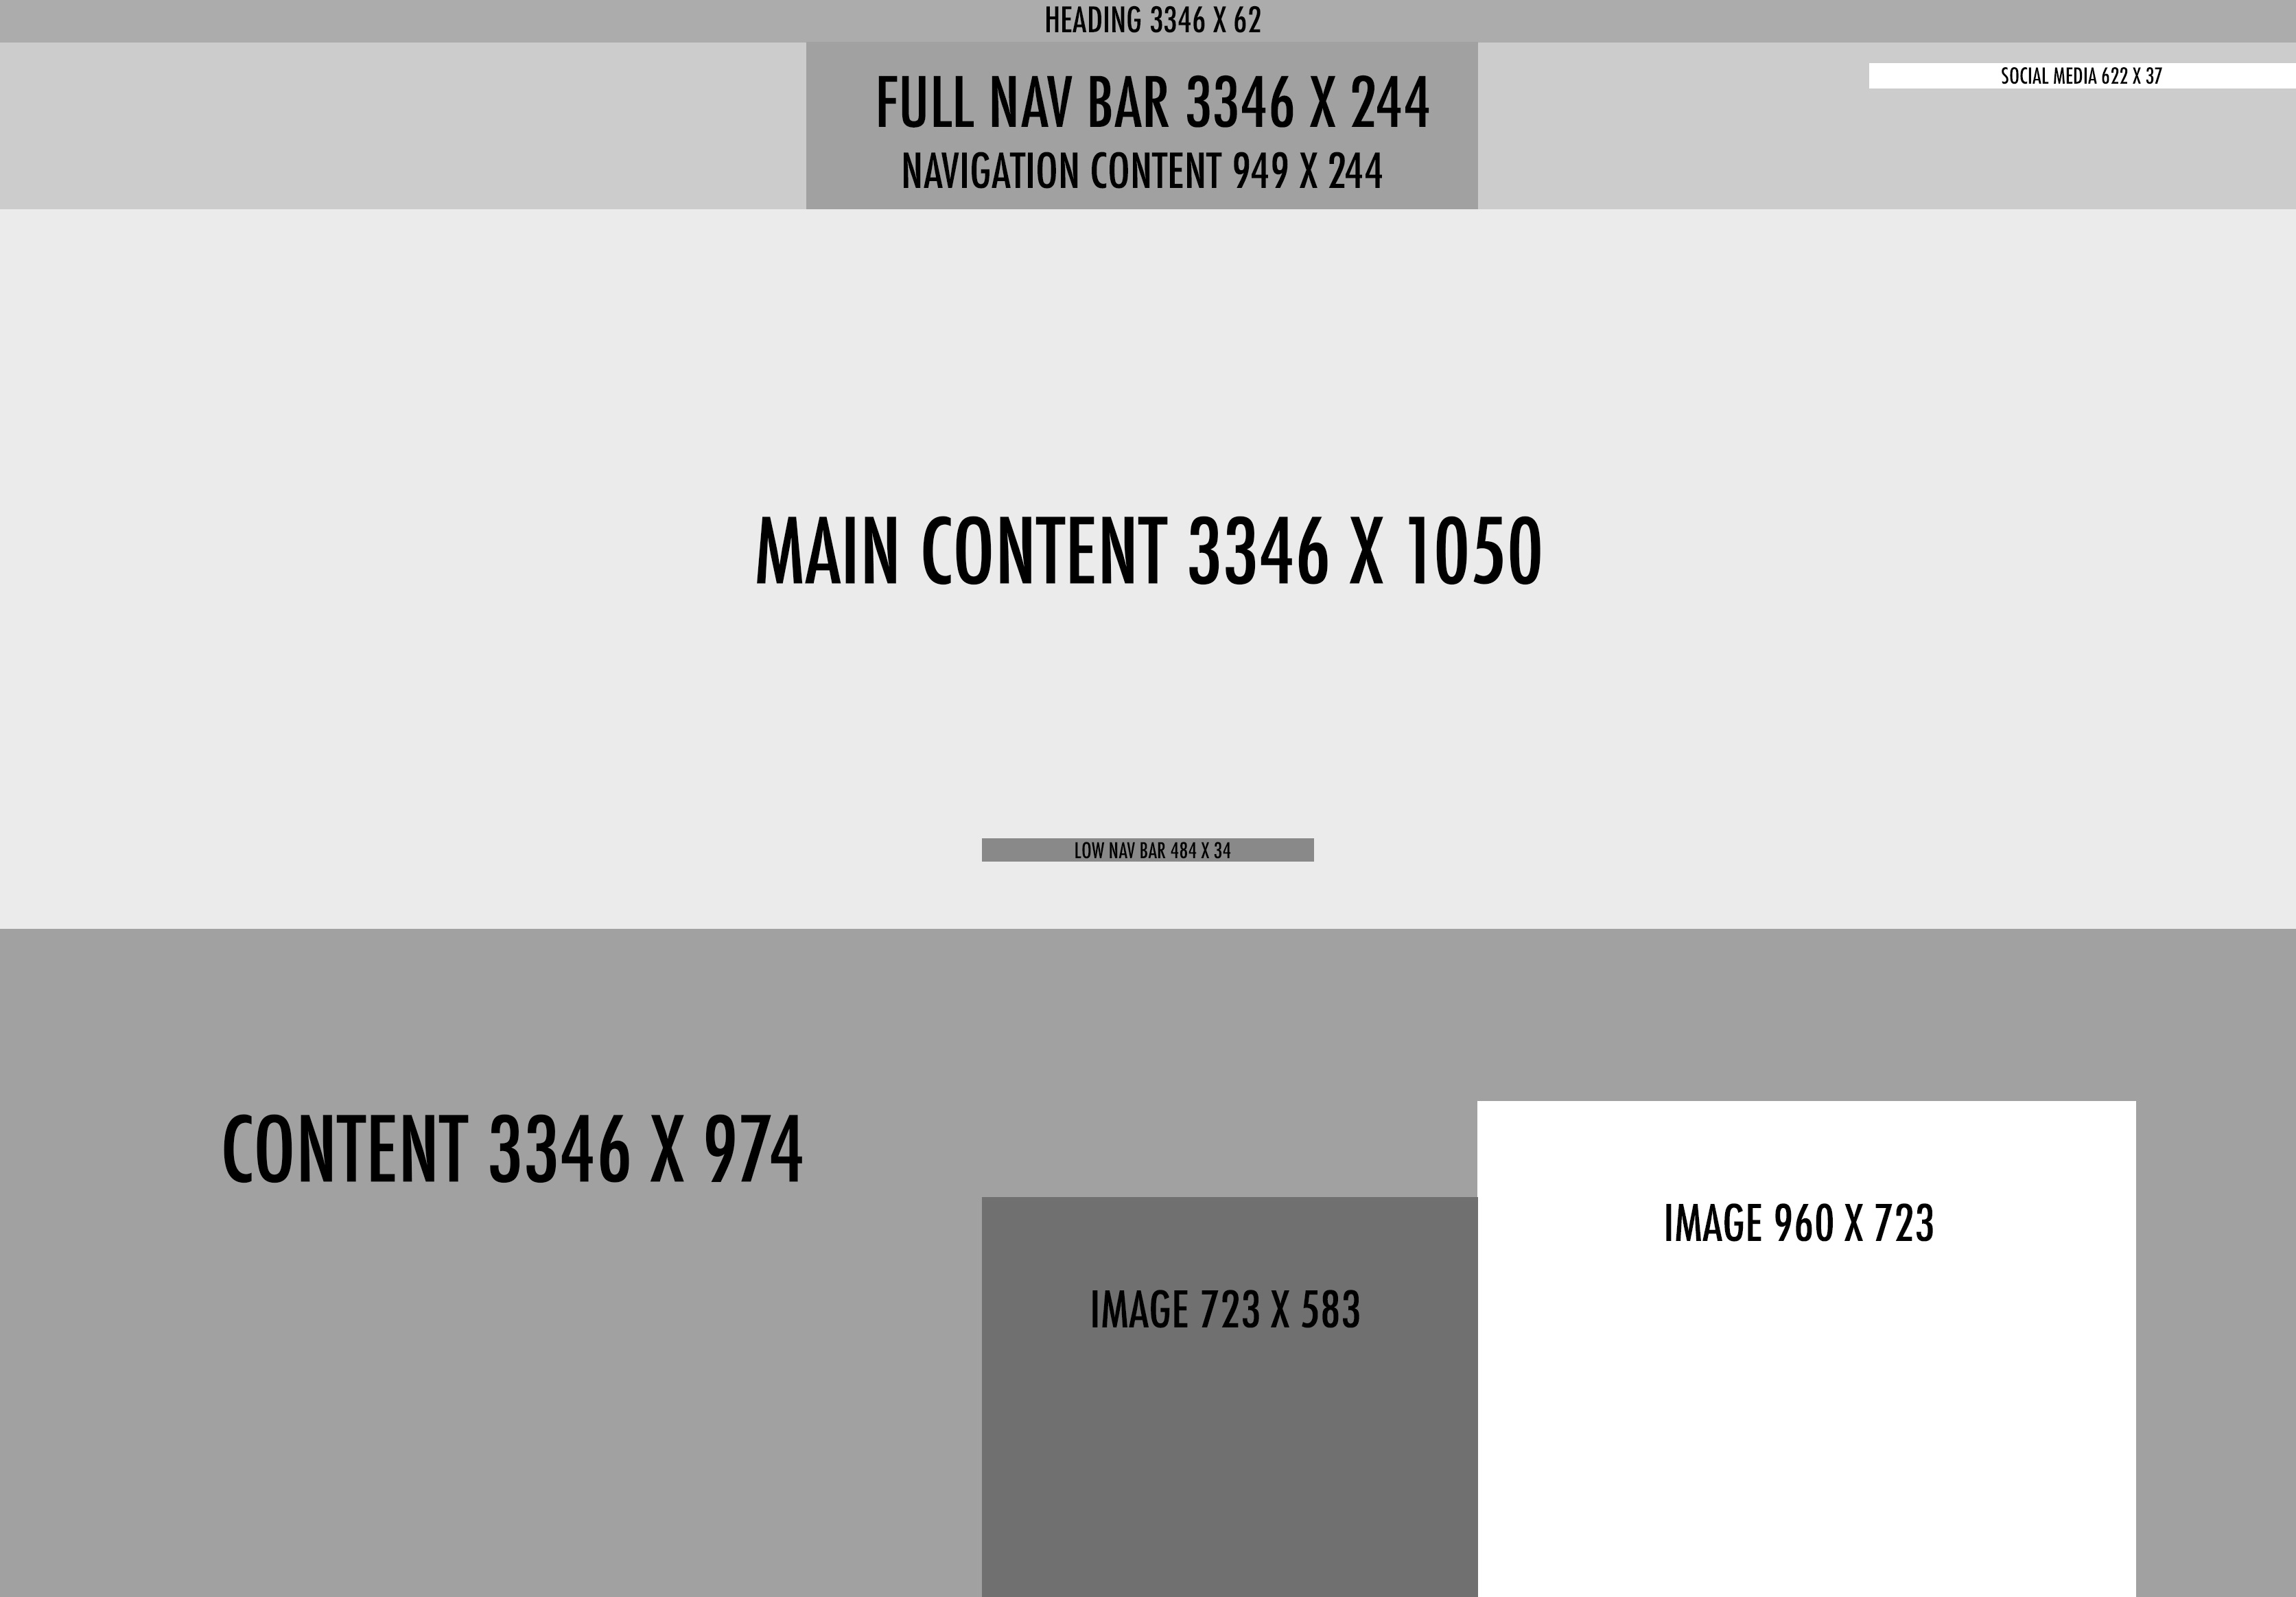 HEADING 3346 X 62
SOCIAL MEDIA 622 X 37
FULL NAV BAR 3346 X 244
NAVIGATION CONTENT 949 X 244
MAIN CONTENT 3346 X 1050
LOW NAV BAR 484 X 34
CONTENT 3346 X 974
IMAGE 960 X 723
IMAGE 723 X 583